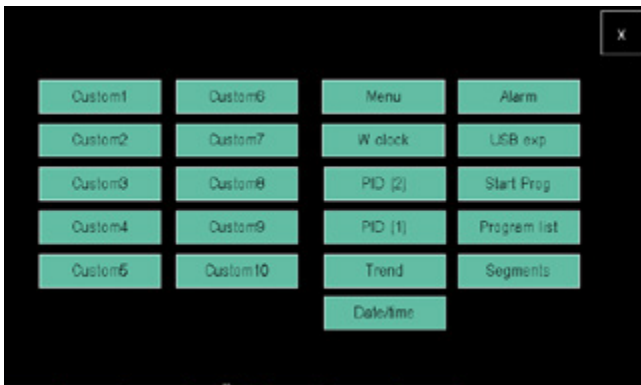 x
Custom1 Custom6 Menu Alarm
Custom2 Custom7 W clock USB exp
Custom3 Custom8 PID (2) Start Prog
Custom4 Custom9 PID (1) Program list
Custom5 Custom10 Trend Segments
Date/time